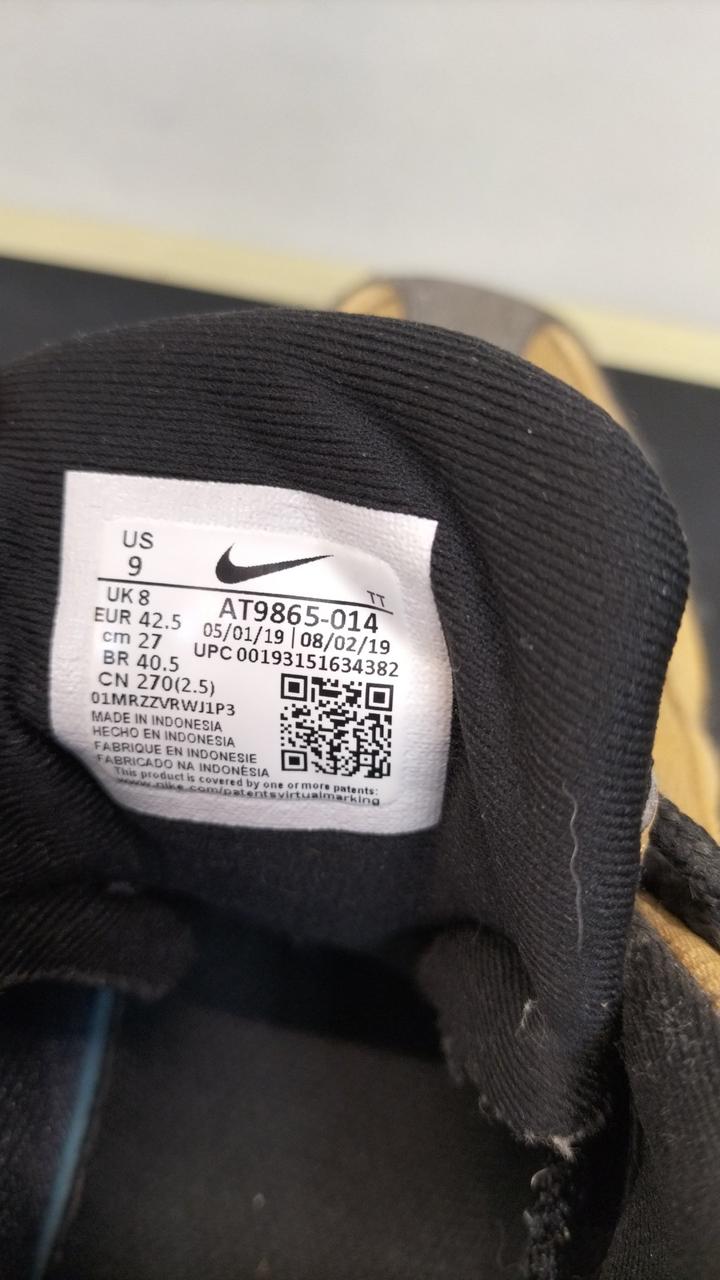 US
9
TT
UK 8
EUR 42.5
cm 27
BR 40.5
CN 270(2.5)
AT9865-014
05/01/19 | 08/02/19
UPC 00193151634382
01MRZZVRWJ1P3
MADE IN INDONESIA
HECHO EN INDONESIA
FABRIQUE EN INDONESIE
FABRICADO NA INDONÉSIA
This product is covered by one or more patents:
www.nike.com/patentsvirtualmarking